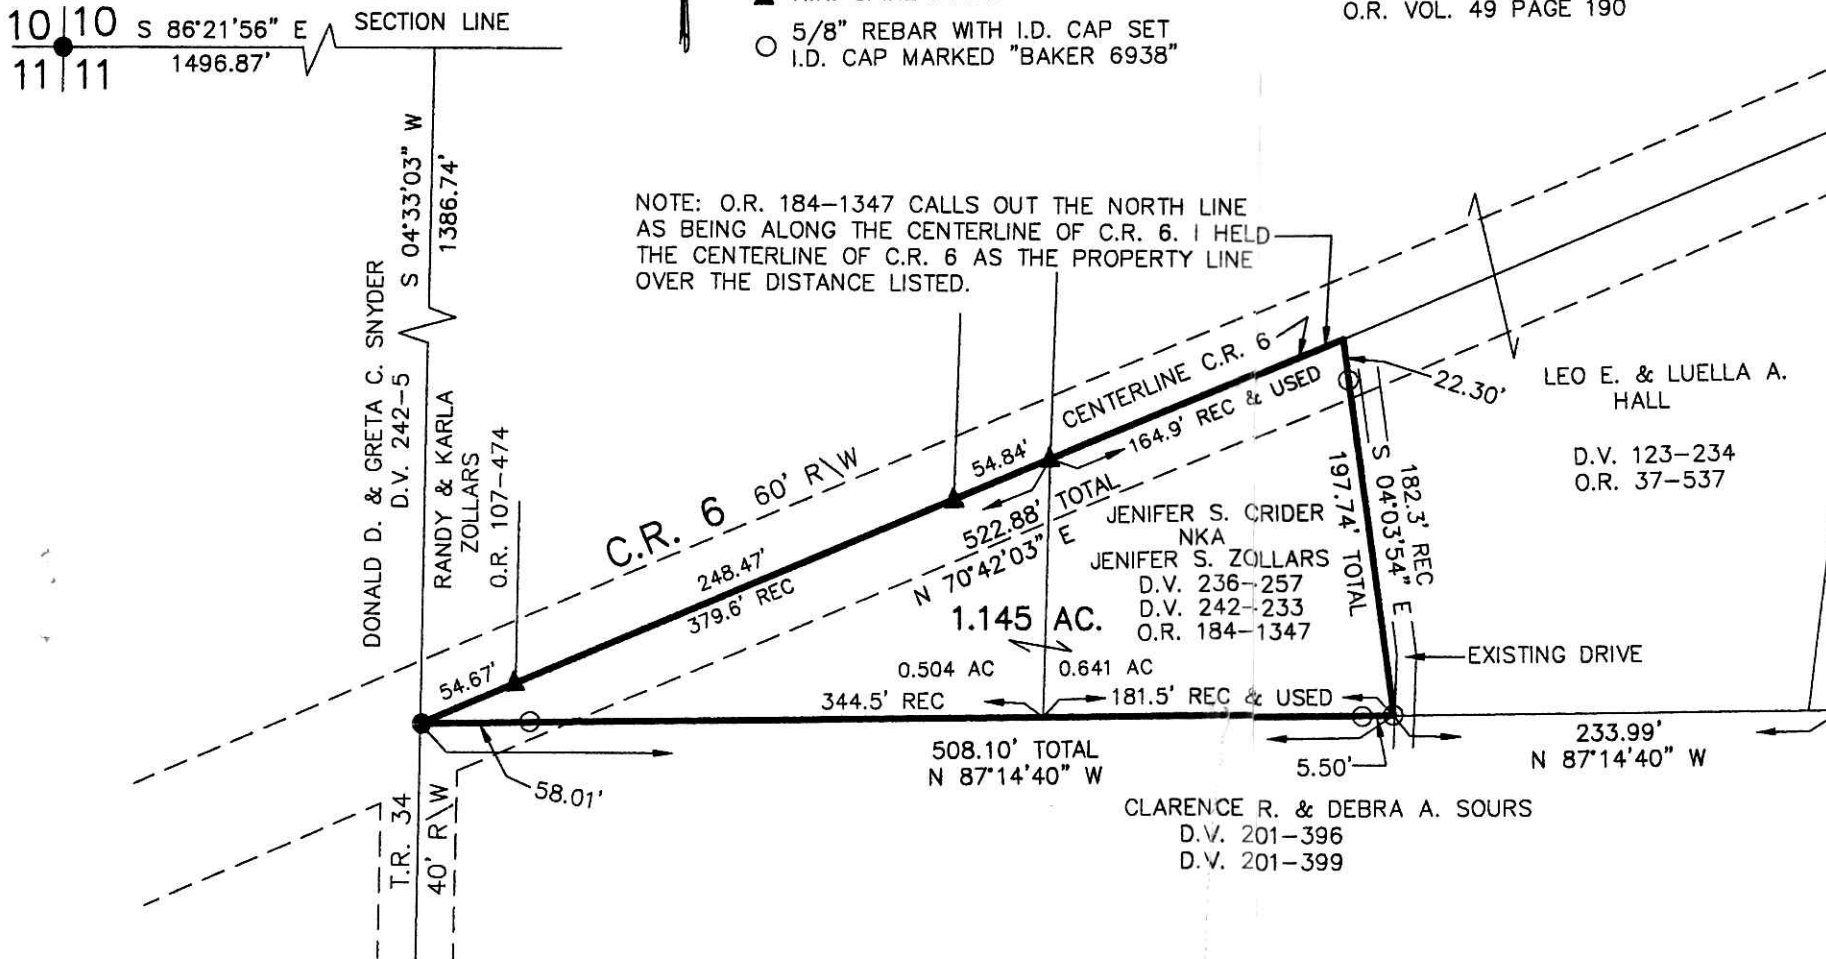 10 | 10 S 86°21'56" E SECTION LINE
11 | 11 1496.87'
5/8" REBAR WITH I.D. CAP SET
I.D. CAP MARKED "BAKER 6938"
O.R. VOL. 49 PAGE 190
S 04°33'03" W
1386.74'
NOTE: O.R. 184-1347 CALLS OUT THE NORTH LINE
AS BEING ALONG THE CENTERLINE OF C.R. 6. I HELD
THE CENTERLINE OF C.R. 6 AS THE PROPERTY LINE
OVER THE DISTANCE LISTED.
DONALD D. & GRETA C. SNYDER
D.V. 242-5
RANDY & KARLA
ZOLLARS
O.R. 107-474
C.R. 6 60' R\W
CENTERLINE C.R. 6
164.9' REC & USED
54.84'
522.88' TOTAL
N 70°42'03" E
248.47'
379.6' REC
54.67'
22.30'
LEO E. & LUELLA A.
HALL
D.V. 123-234
O.R. 37-537
197.74' TOTAL
S 04°03'54" E
182.3' REC
JENIFER S. CRIDER
NKA
JENIFER S. ZOLLARS
D.V. 236-257
D.V. 242-233
O.R. 184-1347
1.145 AC.
0.504 AC 0.641 AC
EXISTING DRIVE
344.5' REC 181.5' REC & USED
508.10' TOTAL
N 87°14'40" W
58.01'
5.50'
233.99'
N 87°14'40" W
CLARENCE R. & DEBRA A. SOURS
D.V. 201-396
D.V. 201-399
T.R. 34
40' R\W